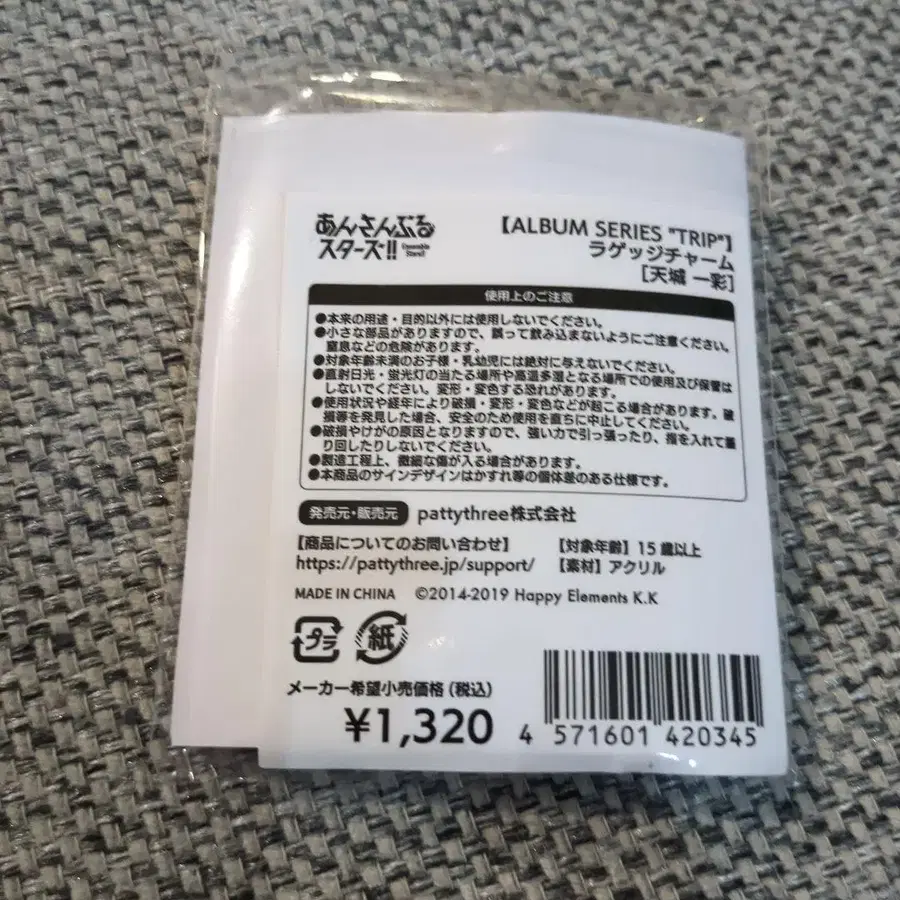 あんさんぶる
スターズ!!
Ensemble
Stars!!
【ALBUM SERIES "TRIP"】
ラゲッジチャーム
[天城 一彩]
使用上のご注意
●本来の用途・目的以外には使用しないでください。
●小さな部品がありますので、誤って飲み込まないようにご注意ください。
窒息などの危険があります。
●対象年齢未満のお子様・乳幼児には絶対に与えないでください。
●直射日光・蛍光灯の当たる場所や高温多湿となる場所での使用及び保管は
しないでください。変形・変色する恐れがあります。
●使用状況や経年により破損・変形・変色などが起こる場合があります。破
損等を発見した場合、安全のため使用を直ちに中止してください。
●破損やけがの原因となりますので、強い力で引っ張ったり、指を入れて振
り回したりしないでください。
●製造工程上、微細な傷が入る場合があります。
●本商品のサインデザインはかすれ等の個体差のある仕様です。
発売元・販売元 pattythree株式会社
【商品についてのお問い合わせ】
https://pattythree.jp/support/
【対象年齢】15歳以上
【素材】アクリル
MADE IN CHINA ©2014-2019 Happy Elements K.K
プラ
紙
メーカー希望小売価格(税込)
¥1,320
4 571601 420345